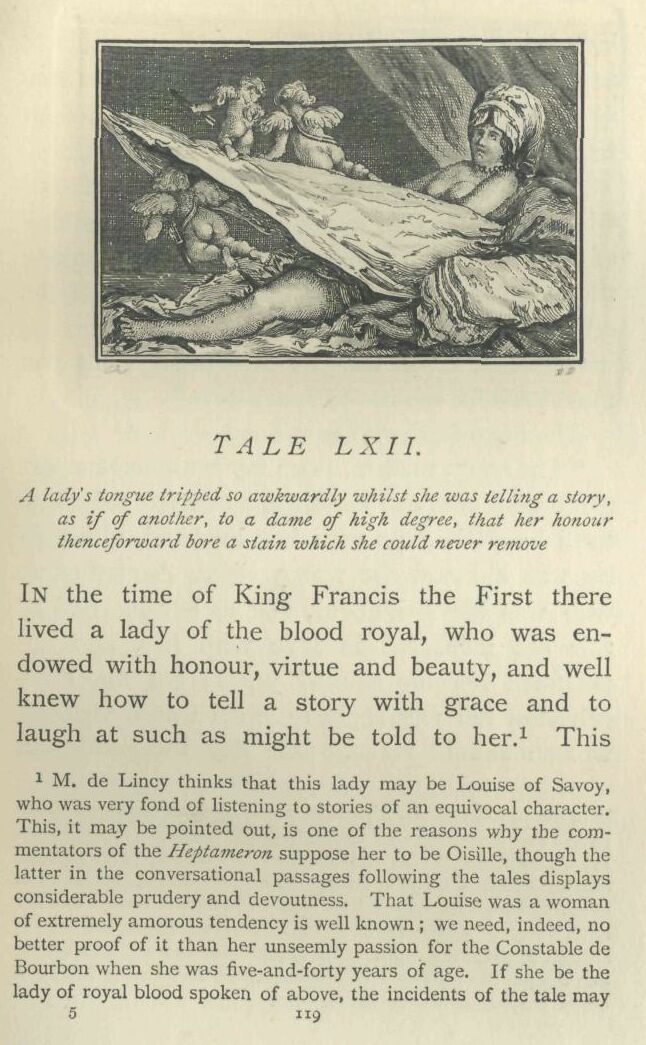 TALE LXII.
A lady's tongue tripped so awkwardly whilst she was telling a story,
as if of another, to a dame of high degree, that her honour
thenceforward bore a stain which she could never remove
IN the time of King Francis the First there
lived a lady of the blood royal, who was en-
dowed with honour, virtue and beauty, and well
knew how to tell a story with grace and to
laugh at such as might be told to her.¹ This
¹ M. de Lincy thinks that this lady may be Louise of Savoy,
who was very fond of listening to stories of an equivocal character.
This, it may be pointed out, is one of the reasons why the com-
mentators of the Heptameron suppose her to be Oisille, though the
latter in the conversational passages following the tales displays
considerable prudery and devoutness. That Louise was a woman
of extremely amorous tendency is well known; we need, indeed, no
better proof of it than her unseemly passion for the Constable de
Bourbon when she was five-and-forty years of age. If she be the
lady of royal blood spoken of above, the incidents of the tale may
5 119